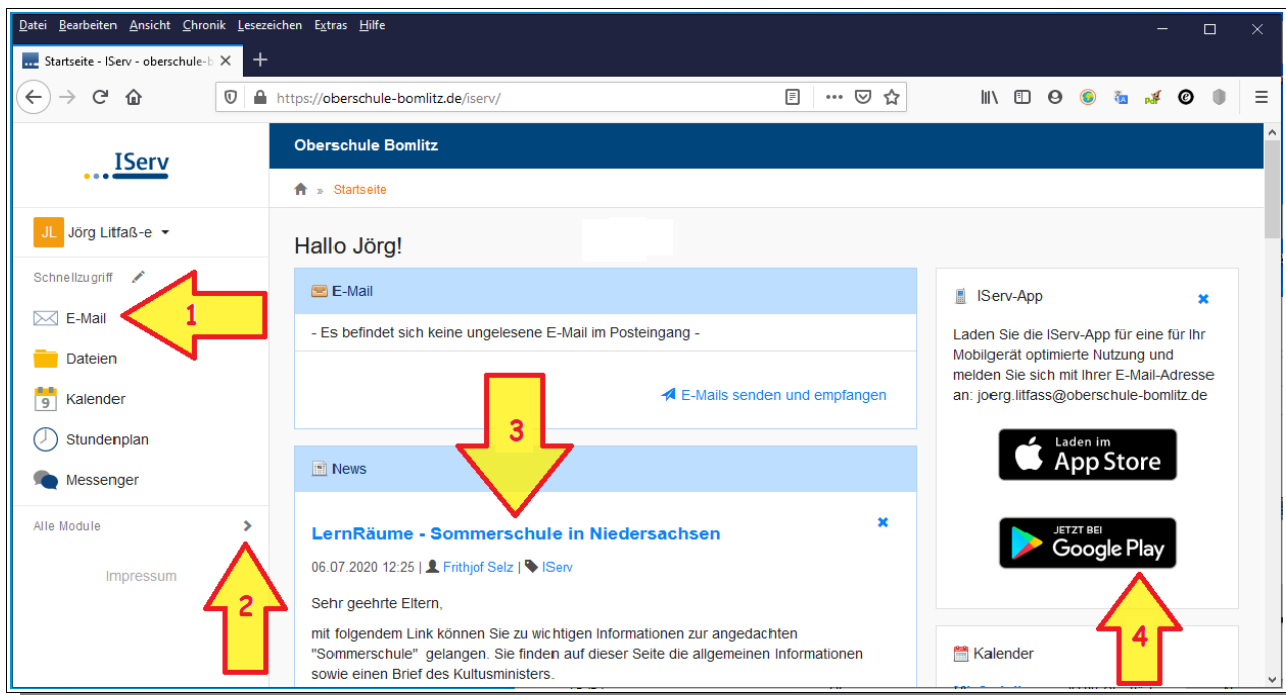 Datei Bearbeiten Ansicht Chronik Lesezeichen Extras Hilfe
Startseite - IServ - oberschule-b
https://oberschule-bomlitz.de/iserv/
IServ
Oberschule Bomlitz
» Startseite
JL Jörg Litfaß-e
Schnellzugriff
E-Mail
Dateien
9 Kalender
Stundenplan
Messenger
Alle Module
Impressum
1
2
Hallo Jörg!
E-Mail
- Es befindet sich keine ungelesene E-Mail im Posteingang -
E-Mails senden und empfangen
3
News
LernRäume - Sommerschule in Niedersachsen
06.07.2020 12:25 | Frithjof Selz | IServ
Sehr geehrte Eltern,
mit folgendem Link können Sie zu wichtigen Informationen zur angedachten
"Sommerschule" gelangen. Sie finden auf dieser Seite die allgemeinen Informationen
sowie einen Brief des Kultusministers.
IServ-App
Laden Sie die IServ-App für eine für Ihr
Mobilgerät optimierte Nutzung und
melden Sie sich mit Ihrer E-Mail-Adresse
an: joerg.litfass@oberschule-bomlitz.de
Laden im
App Store
JETZT BEI
Google Play
4
Kalender